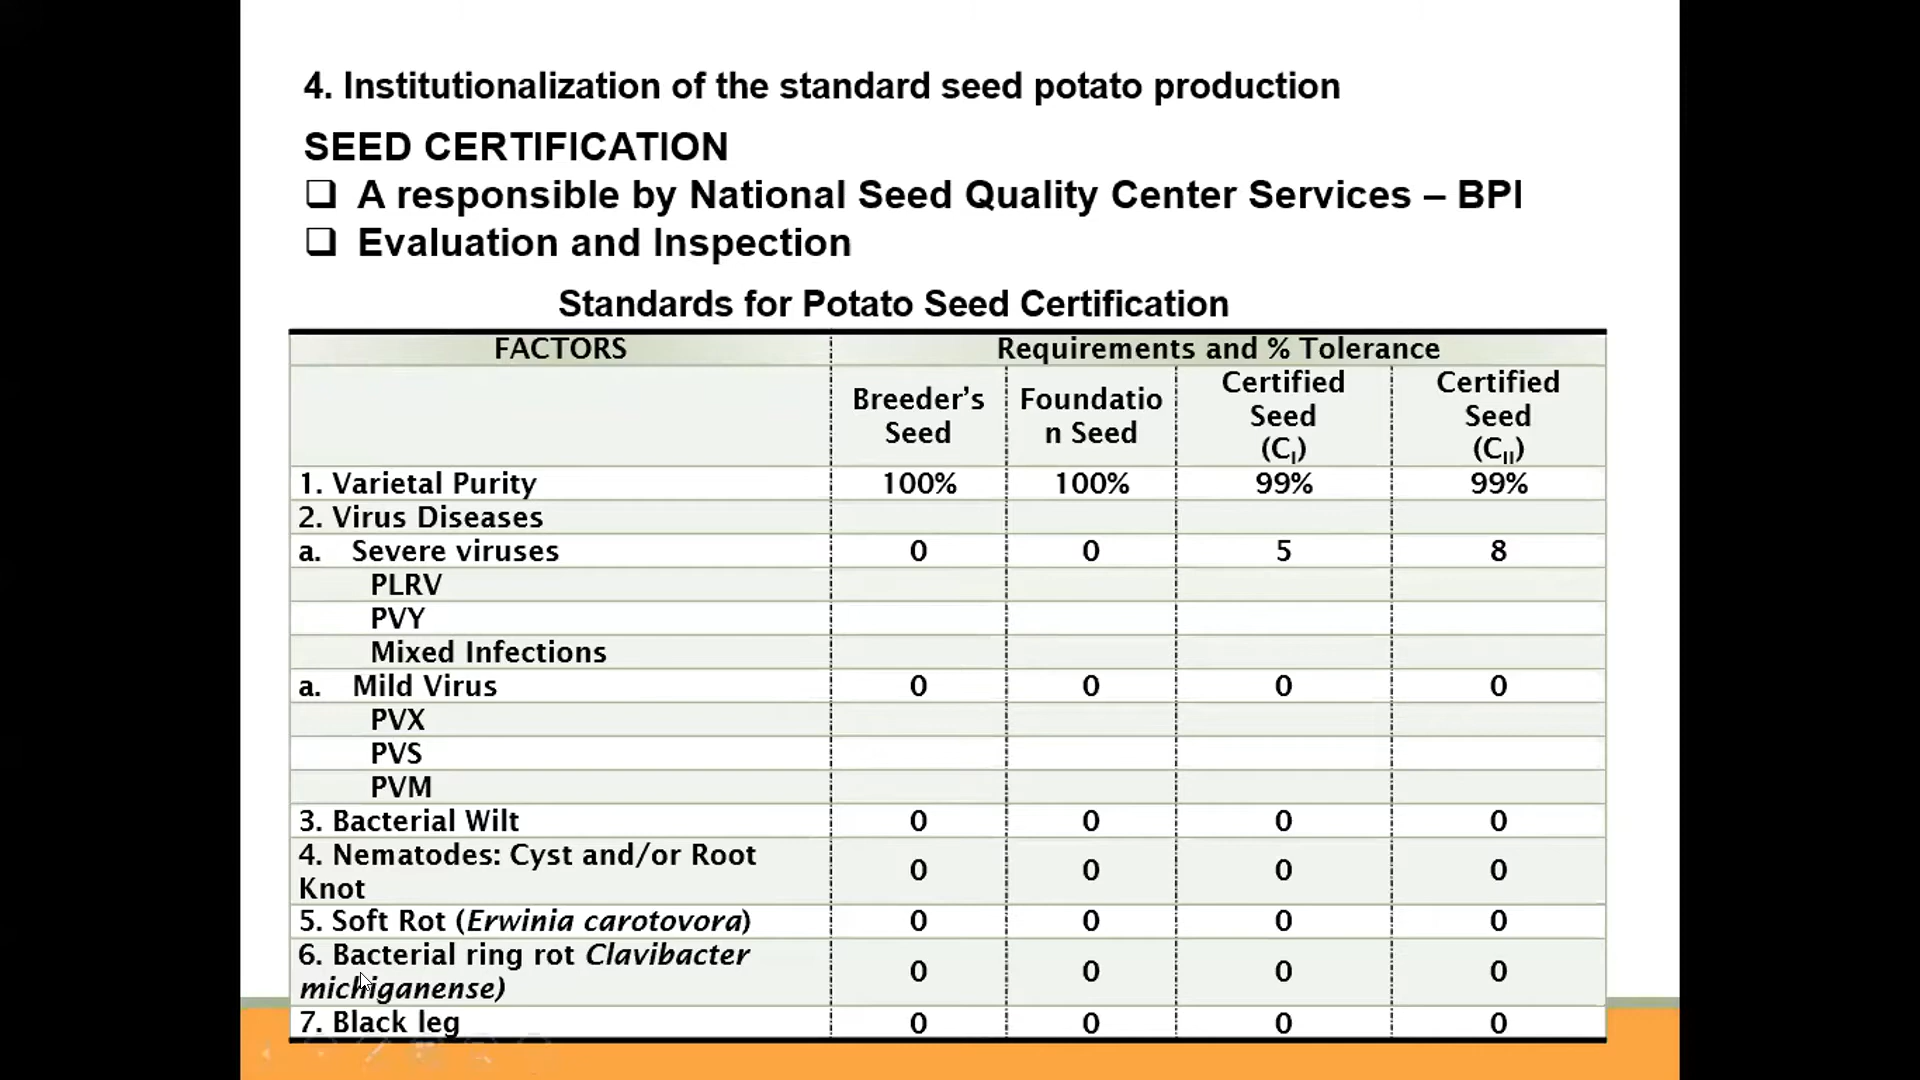 4. Institutionalization of the standard seed potato production
SEED CERTIFICATION
❑ A responsible by National Seed Quality Center Services – BPI
❑ Evaluation and Inspection
Standards for Potato Seed Certification
FACTORS Requirements and % Tolerance
Breeder’s Seed Foundatio n Seed Certified Seed (CI) Certified Seed (CII)
1. Varietal Purity 100% 100% 99% 99%
2. Virus Diseases
a. Severe viruses 0 0 5 8
PLRV
PVY
Mixed Infections
a. Mild Virus 0 0 0 0
PVX
PVS
PVM
3. Bacterial Wilt 0 0 0 0
4. Nematodes: Cyst and/or Root
Knot 0 0 0 0
5. Soft Rot (Erwinia carotovora) 0 0 0 0
6. Bacterial ring rot Clavibacter
michiganense) 0 0 0 0
7. Black leg 0 0 0 0